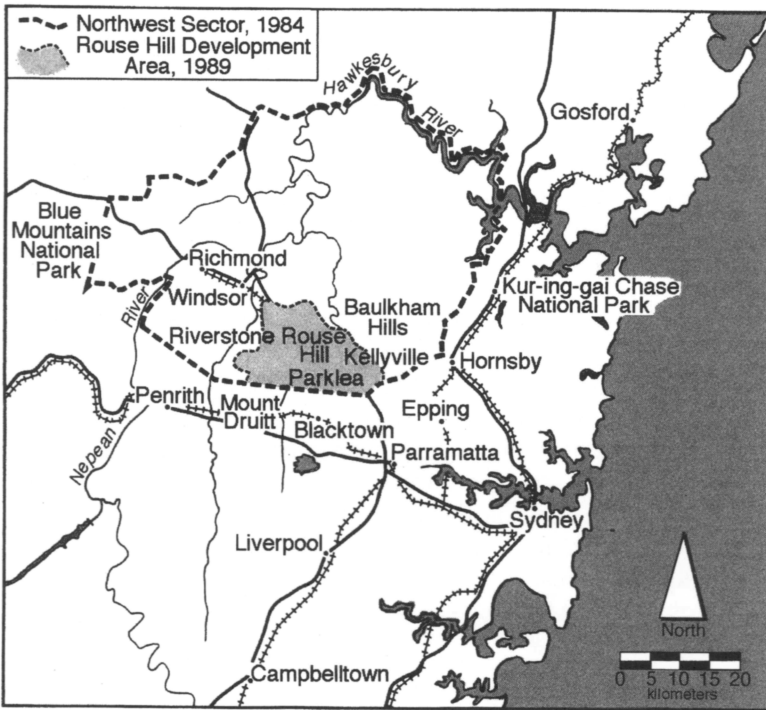 Northwest Sector, 1984
Rouse Hill Development
Area, 1989
Hawkesbury
River
Gosford
Blue
Mountains
National
Park
Richmond
Windsor
River
Kur-ing-gai Chase
National Park
Baulkham
Hills
Riverstone
Rouse
Hill
Kellyville
Hornsby
Parklea
Penrith
Mount
Druitt
Epping
Blacktown
Nepean
Parramatta
Sydney
Liverpool
Campbelltown
North
0 5 10 15 20
kilometers